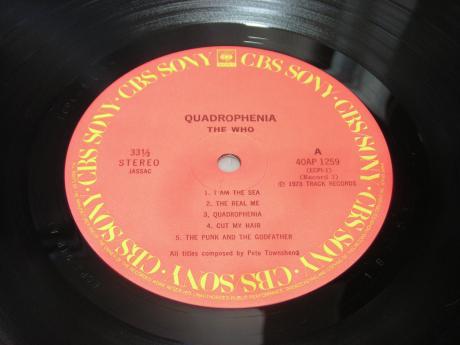 CBS SONY · CBS SONY · CBS SONY · CBS SONY · CBS SONY · CBS SONY
QUADROPHENIA
THE WHO
33⅓
STEREO
JASSAC
A
40AP 1259
(ECPI-1)
(Record 1)
Ⓟ 1973 TRACK RECORDS
1. I AM THE SEA
2. THE REAL ME
3. QUADROPHENIA
4. CUT MY HAIR
5. THE PUNK AND THE GODFATHER
All titles composed by Pete Townshend